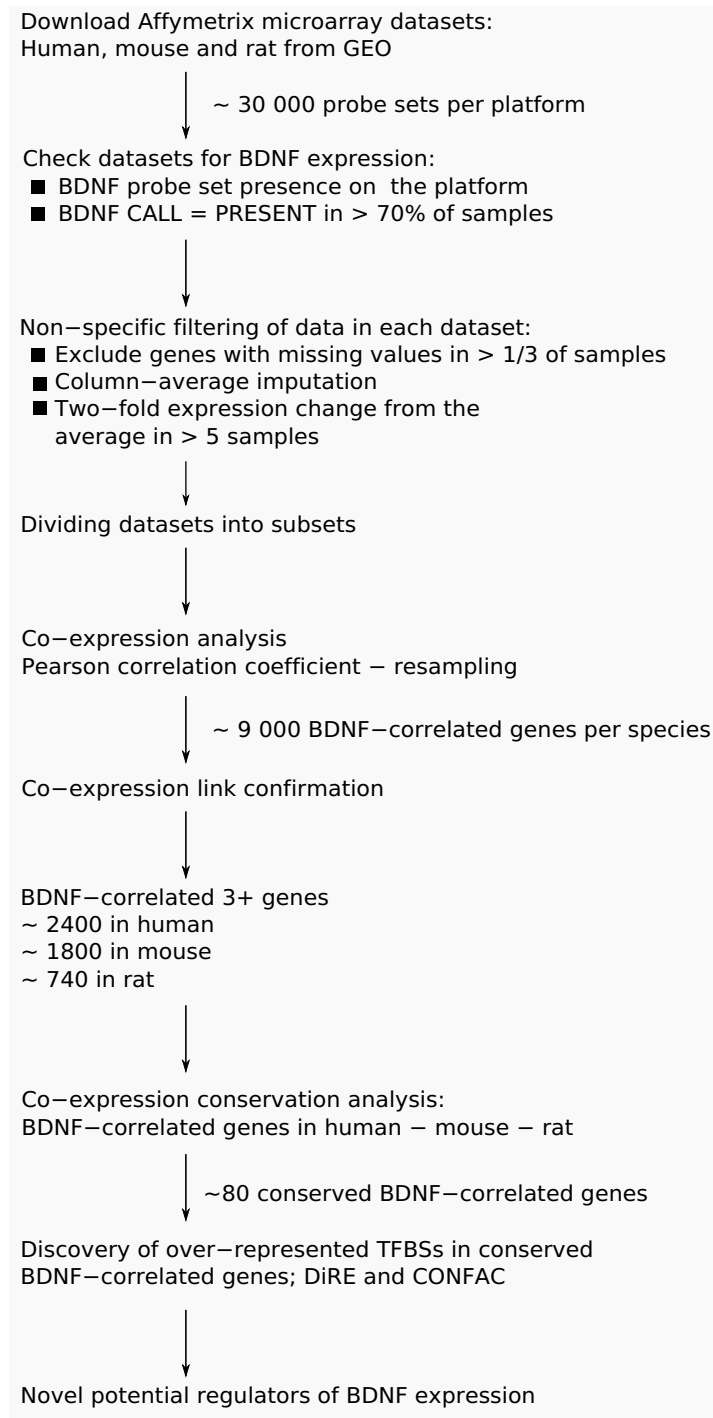 Download Affymetrix microarray datasets:
Human, mouse and rat from GEO
~ 30 000 probe sets per platform
Check datasets for BDNF expression:
■ BDNF probe set presence on the platform
■ BDNF CALL = PRESENT in > 70% of samples
Non−specific filtering of data in each dataset:
■ Exclude genes with missing values in > 1/3 of samples
■ Column−average imputation
■ Two−fold expression change from the
average in > 5 samples
Dividing datasets into subsets
Co−expression analysis
Pearson correlation coefficient − resampling
~ 9 000 BDNF−correlated genes per species
Co−expression link confirmation
BDNF−correlated 3+ genes
~ 2400 in human
~ 1800 in mouse
~ 740 in rat
Co−expression conservation analysis:
BDNF−correlated genes in human − mouse − rat
~80 conserved BDNF−correlated genes
Discovery of over−represented TFBSs in conserved
BDNF−correlated genes; DiRE and CONFAC
Novel potential regulators of BDNF expression